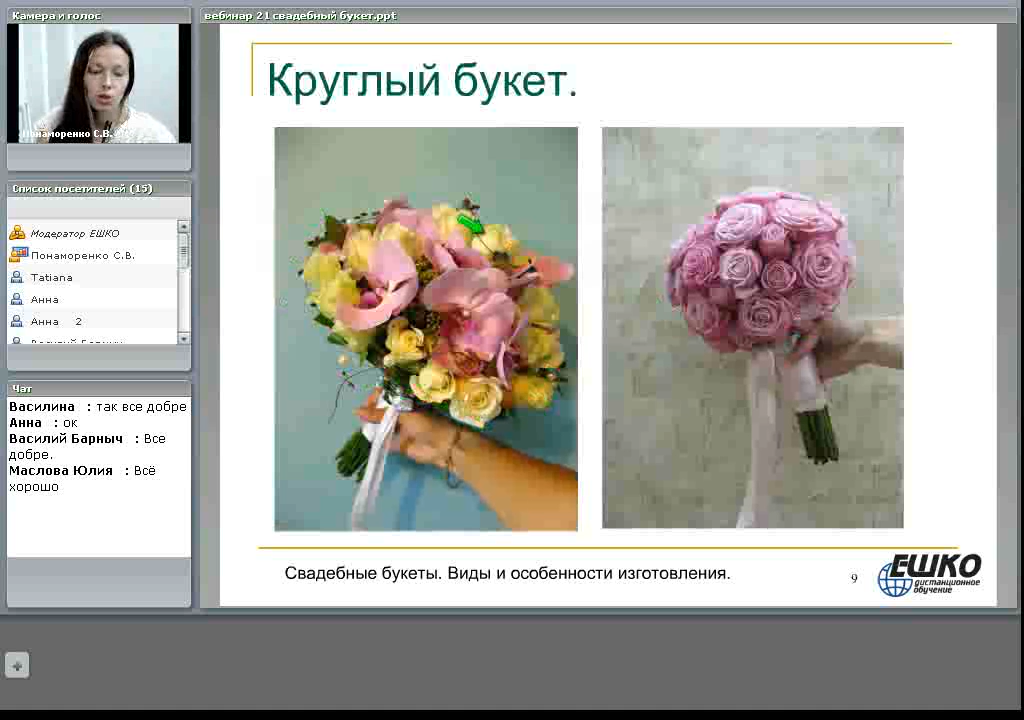 Камера и голос
Понаморенко С.В.
Список посетителей (15)
Модератор ЕШКО
Понаморенко С.В.
Tatiana
Анна
Анна 2
Чат
Василина : так все добре
Анна : ок
Василий Барныч : Все
добре.
Маслова Юлия : Всё
хорошо
вебинар 21 свадебный букет.ppt
Круглый букет.
Свадебные букеты. Виды и особенности изготовления.
9
ЕШКО
дистанционное
обучение